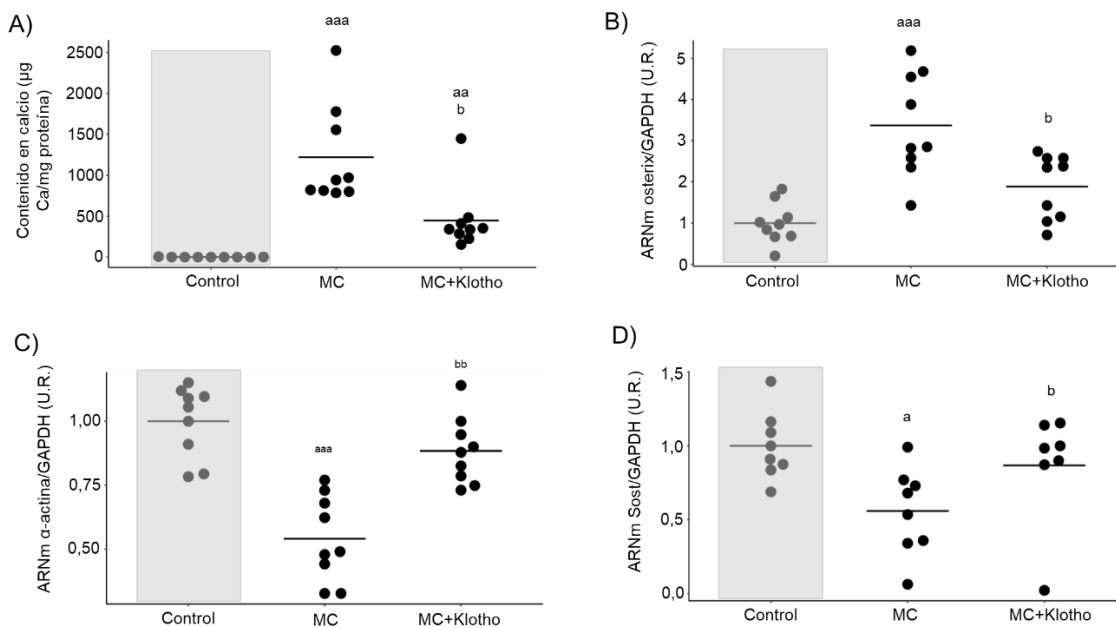 A)
aaa
aa
b
2500
2000
1500
1000
500
0
Contenido en calcio (µg
Ca/mg proteína)
Control
MC
MC+Klotho
B)
aaa
b
5
4
3
2
1
0
ARNm osterix/GAPDH (U.R.)
Control
MC
MC+Klotho
C)
aaa
bb
1,00
0,75
0,50
ARNm α-actina/GAPDH (U.R.)
Control
MC
MC+Klotho
D)
a
b
1,5
1,0
0,5
0,0
ARNm Sost/GAPDH (U.R.)
Control
MC
MC+Klotho